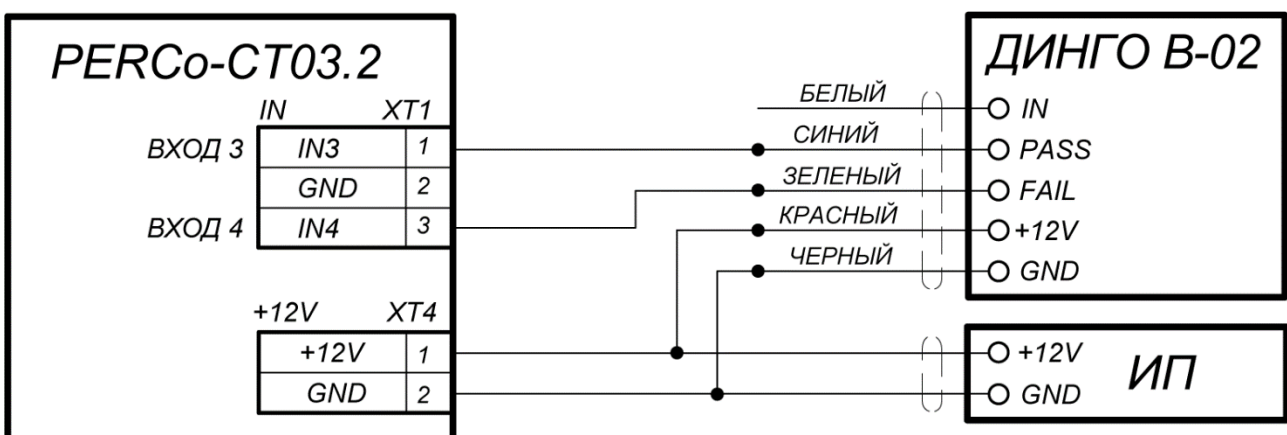 PERCo-CT03.2
IN XT1
ВХОД 3 IN3 1
GND 2
ВХОД 4 IN4 3
+12V XT4
+12V 1
GND 2
БЕЛЫЙ
СИНИЙ
ЗЕЛЕНЫЙ
КРАСНЫЙ
ЧЕРНЫЙ
ДИНГО В-02
IN
PASS
FAIL
+12V
GND
+12V
GND
ИП